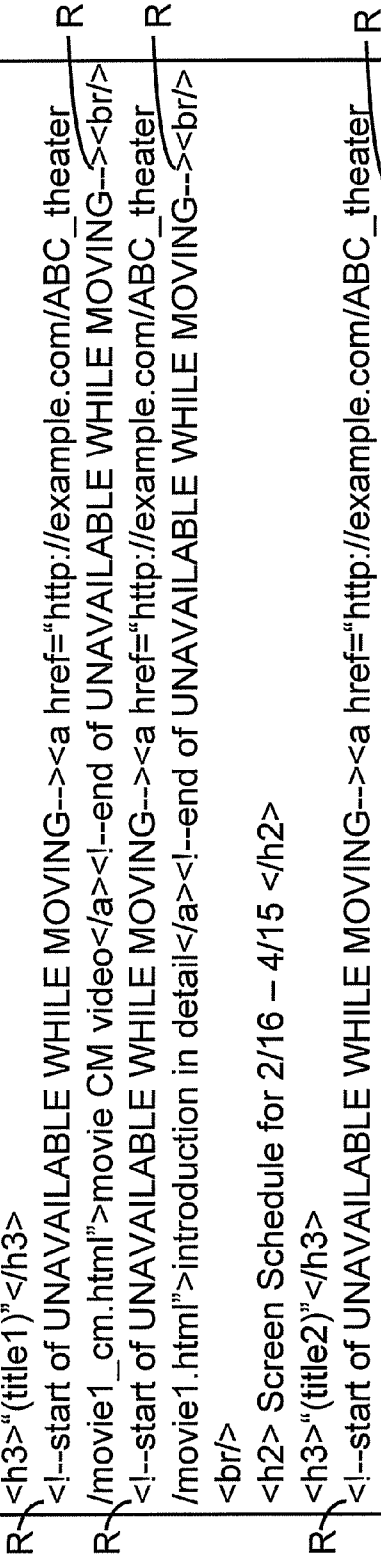 <h3>“(title1)”</h3>
R <!--start of UNAVAILABLE WHILE MOVING--><a href=“http://example.com/ABC_theater
/movie1_cm.html”>movie CM video</a><!--end of UNAVAILABLE WHILE MOVING--><br/> R
R <!--start of UNAVAILABLE WHILE MOVING--><a href=“http://example.com/ABC_theater
/movie1.html”>introduction in detail</a><!--end of UNAVAILABLE WHILE MOVING--><br/> R
<br/>
<h2> Screen Schedule for 2/16 – 4/15 </h2>
<h3>“(title2)”</h3>
R <!--start of UNAVAILABLE WHILE MOVING--><a href=“http://example.com/ABC_theater
R